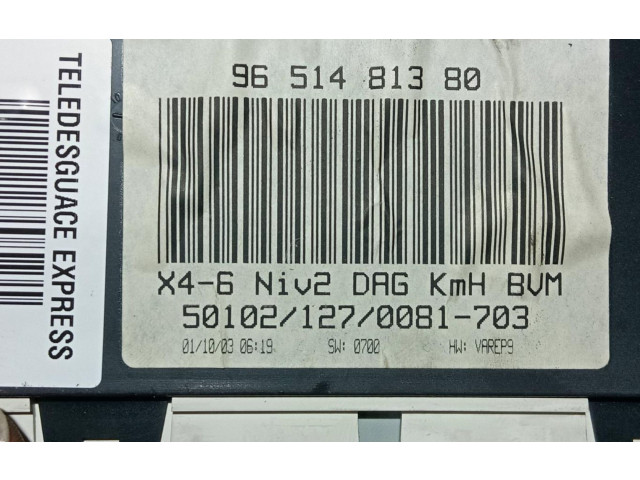 TELEDESGUACE EXPRESS
96 514 813 80
X4-6 Niv2 DAG KmH BVM
50102/127/0081-703
01/10/03 06:19 SW: 0700 HW: VAREP9